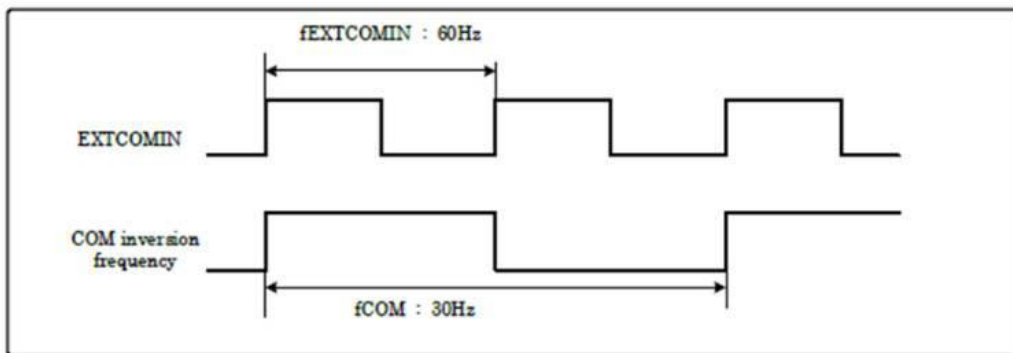 fEXTCOMIN : 60Hz
EXTCOMIN
COM inversion
frequency
fCOM : 30Hz